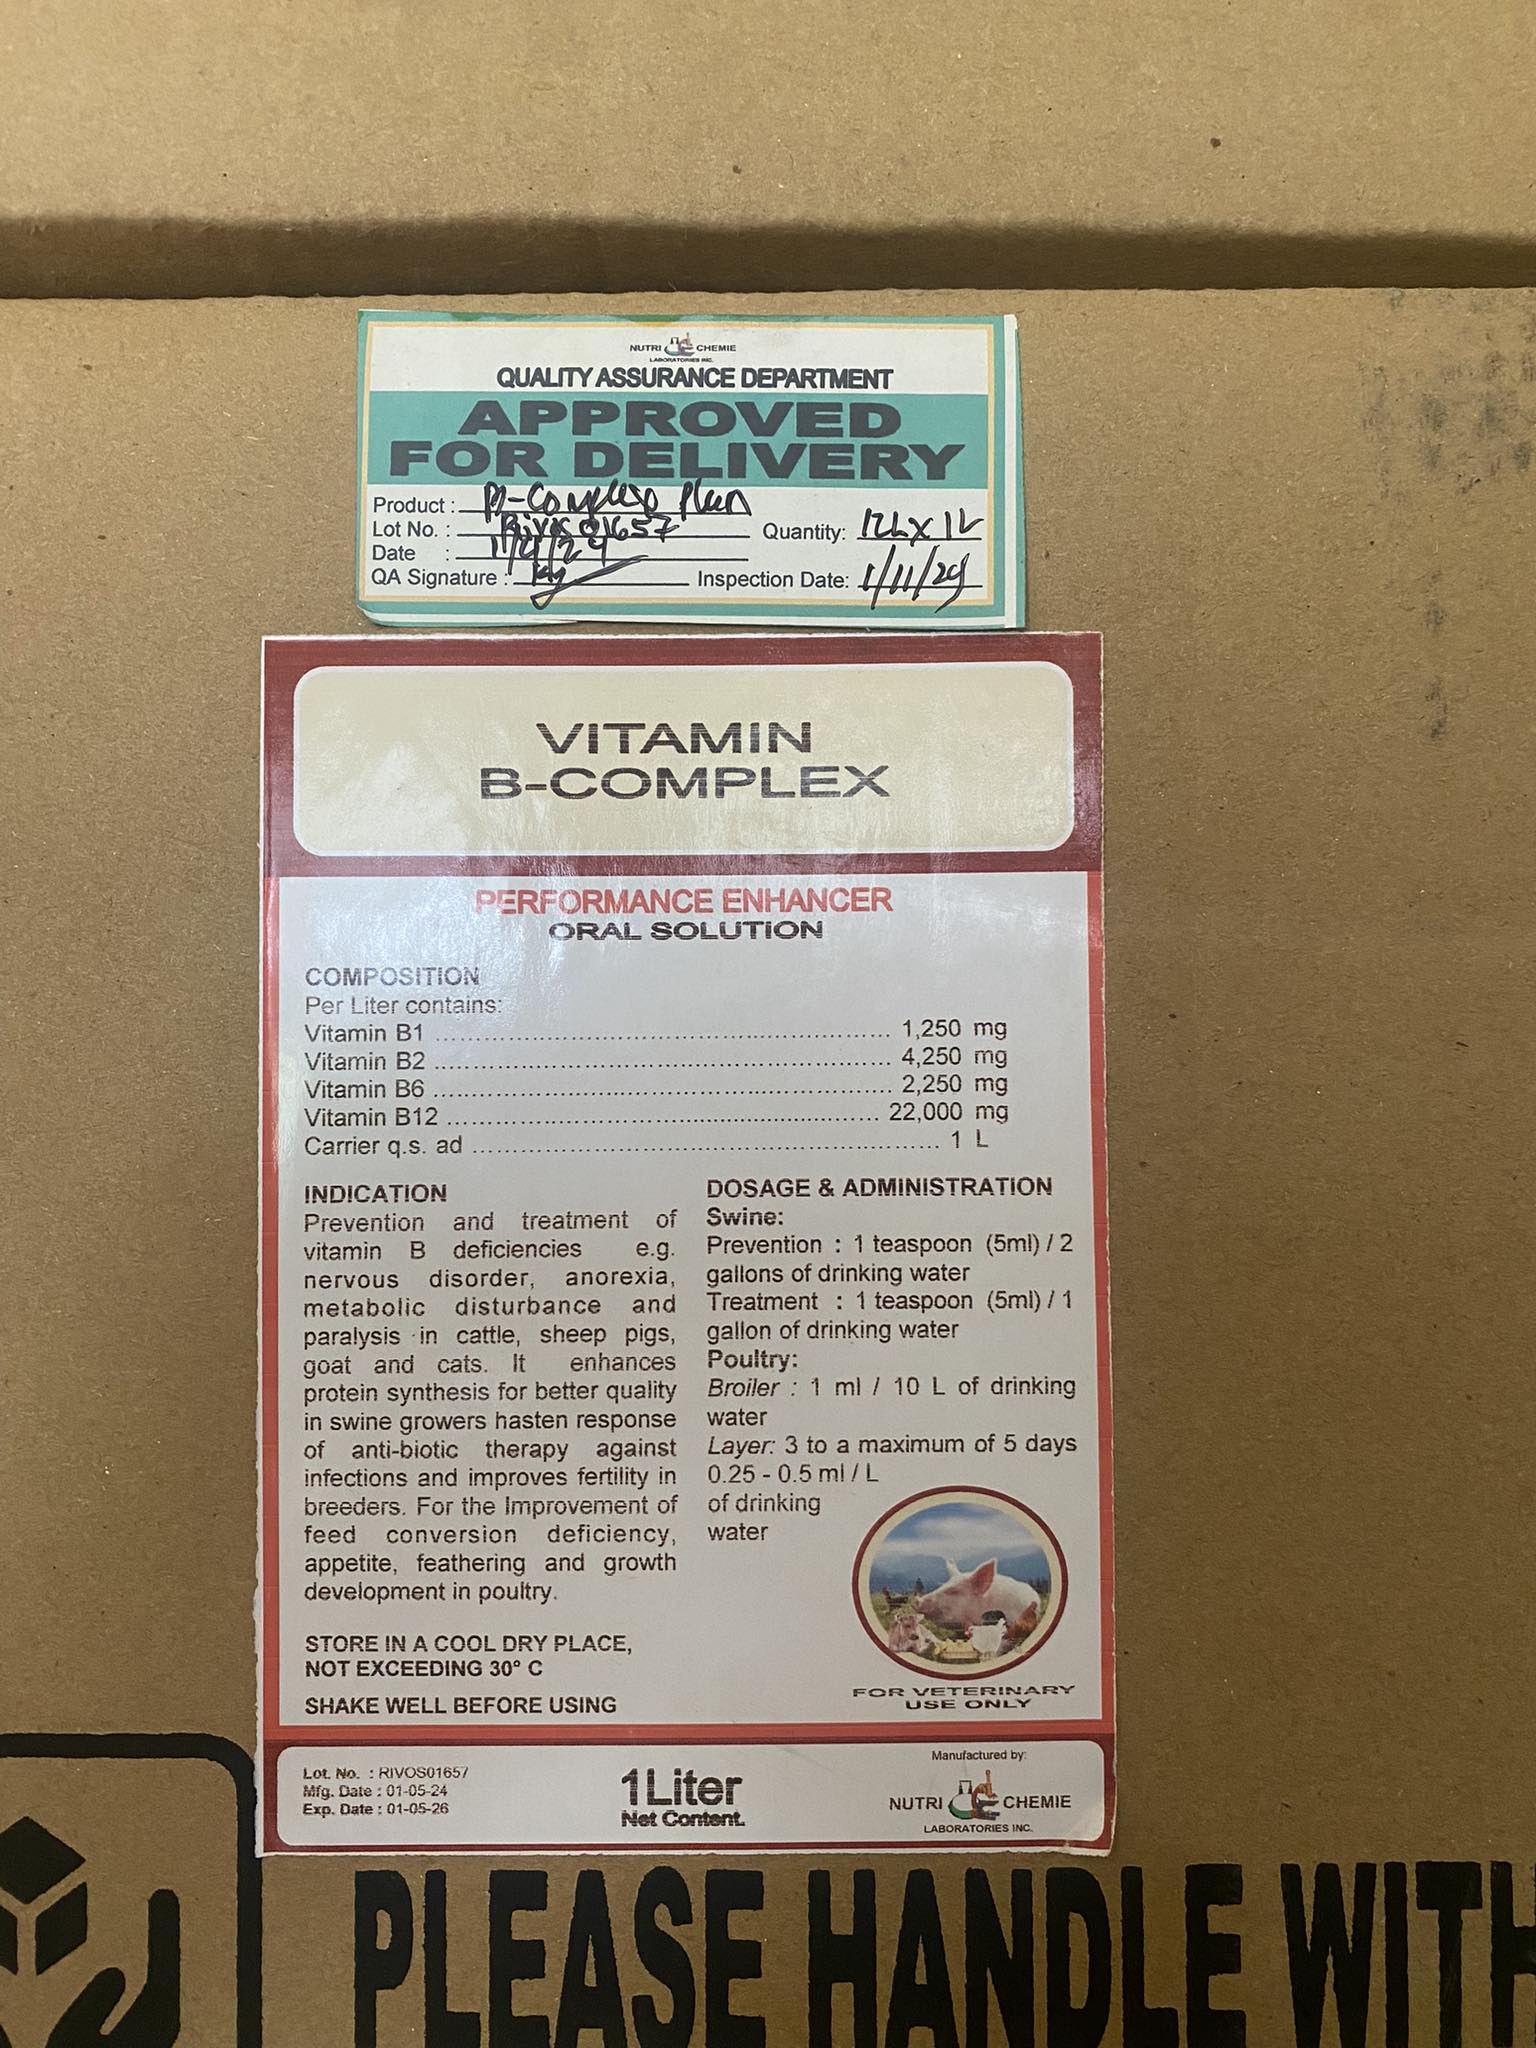 NUTRI CHEMIE
LABORATORIES INC.
QUALITY ASSURANCE DEPARTMENT
APPROVED
FOR DELIVERY
Product : B-Complex Plain
Lot No. : Rivos 01657 Quantity: 12L x 1L
Date :
QA Signature : Inspection Date: 1/11/24
VITAMIN
B-COMPLEX
PERFORMANCE ENHANCER
ORAL SOLUTION
COMPOSITION
Per Liter contains:
Vitamin B1 ........ 1,250 mg
Vitamin B2 ........ 4,250 mg
Vitamin B6 ........ 2,250 mg
Vitamin B12 ........ 22,000 mg
Carrier q.s. ad ........ 1 L
INDICATION
Prevention and treatment of
vitamin B deficiencies e.g.
nervous disorder, anorexia,
metabolic disturbance and
paralysis in cattle, sheep pigs,
goat and cats. It enhances
protein synthesis for better quality
in swine growers hasten response
of anti-biotic therapy against
infections and improves fertility in
breeders. For the Improvement of
feed conversion deficiency,
appetite, feathering and growth
development in poultry.
STORE IN A COOL DRY PLACE,
NOT EXCEEDING 30° C
SHAKE WELL BEFORE USING
DOSAGE & ADMINISTRATION
Swine:
Prevention : 1 teaspoon (5ml) / 2
gallons of drinking water
Treatment : 1 teaspoon (5ml) / 1
gallon of drinking water
Poultry:
Broiler : 1 ml / 10 L of drinking
water
Layer: 3 to a maximum of 5 days
0.25 - 0.5 ml / L
of drinking
water
FOR VETERINARY
USE ONLY
Lot. No. : RIVOS01657
Mfg. Date : 01-05-24
Exp. Date : 01-05-26
1Liter
Net Content.
Manufactured by:
NUTRI CHEMIE
LABORATORIES INC.
PLEASE HANDLE WITH